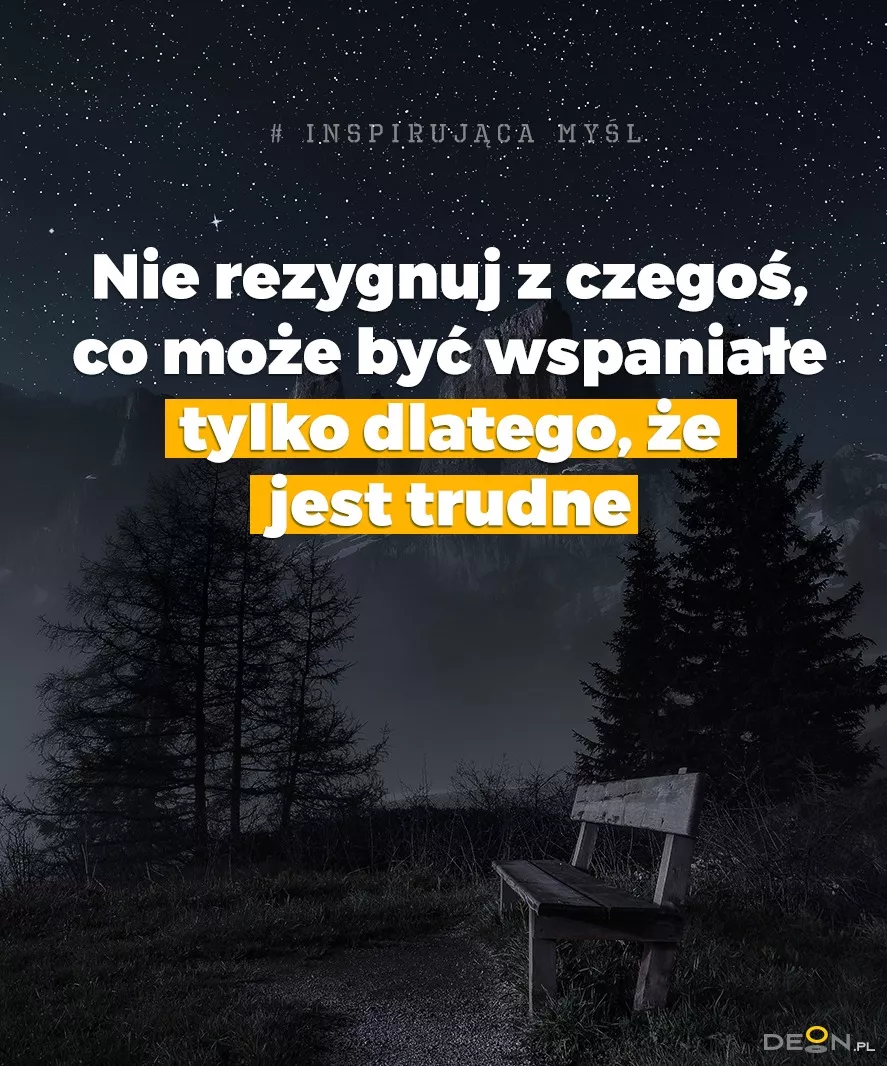 # INSPIRUJĄCA MYŚL
Nie rezygnuj z czegoś,
co może być wspaniałe
tylko dlatego, że
jest trudne
DEON.PL